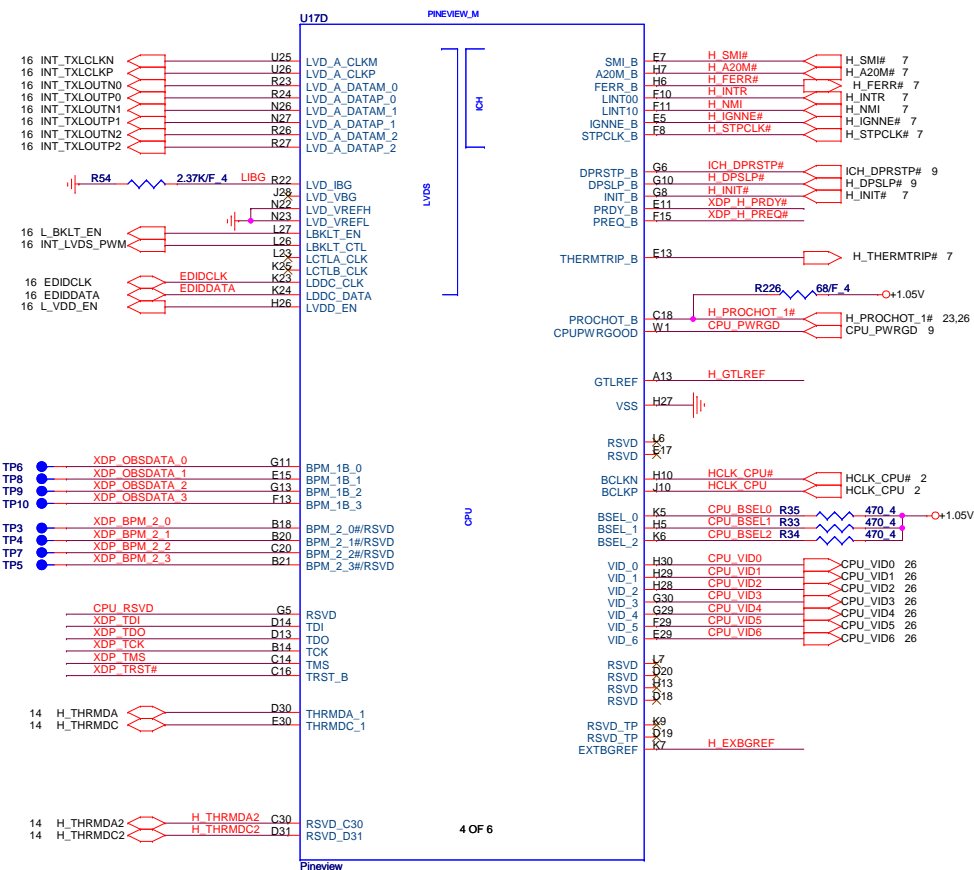 U17D
PINEVIEW_M
16 INT_TXLCLKN U25 LVD_A_CLKM
16 INT_TXLCLKP U26 LVD_A_CLKP
16 INT_TXLOUTN0 R23 LVD_A_DATAM_0
16 INT_TXLOUTP0 R24 LVD_A_DATAP_0
16 INT_TXLOUTN1 N26 LVD_A_DATAM_1
16 INT_TXLOUTP1 N27 LVD_A_DATAP_1
16 INT_TXLOUTN2 R26 LVD_A_DATAM_2
16 INT_TXLOUTP2 R27 LVD_A_DATAP_2
R54 2.37K/F_4 LIBG R22 LVD_IBG
J28 LVD_VBG
N22 LVD_VREFH
N23 LVD_VREFL
16 L_BKLT_EN L27 LBKLT_EN
16 INT_LVDS_PWM L26 LBKLT_CTL
L23 LCTLA_CLK
K25 LCTLB_CLK
16 EDIDCLK EDIDCLK K23 LDDC_CLK
16 EDIDDATA EDIDDATA K24 LDDC_DATA
16 L_VDD_EN H26 LVDD_EN
LVDS
ICH
CPU
TP6 XDP_OBSDATA_0 G11 BPM_1B_0
TP8 XDP_OBSDATA_1 E15 BPM_1B_1
TP9 XDP_OBSDATA_2 G13 BPM_1B_2
TP10 XDP_OBSDATA_3 F13 BPM_1B_3
TP3 XDP_BPM_2_0 B18 BPM_2_0#/RSVD
TP4 XDP_BPM_2_1 B20 BPM_2_1#/RSVD
TP7 XDP_BPM_2_2 C20 BPM_2_2#/RSVD
TP5 XDP_BPM_2_3 B21 BPM_2_3#/RSVD
CPU_RSVD G5 RSVD
XDP_TDI D14 TDI
XDP_TDO D13 TDO
XDP_TCK B14 TCK
XDP_TMS C14 TMS
XDP_TRST# C16 TRST_B
14 H_THRMDA D30 THRMDA_1
14 H_THRMDC E30 THRMDC_1
14 H_THRMDA2 H_THRMDA2 C30 RSVD_C30
14 H_THRMDC2 H_THRMDC2 D31 RSVD_D31
SMI_B E7 H_SMI# H_SMI# 7
A20M_B H7 H_A20M# H_A20M# 7
FERR_B H6 H_FERR# H_FERR# 7
LINT00 F10 H_INTR H_INTR 7
LINT10 F11 H_NMI H_NMI 7
IGNNE_B E5 H_IGNNE# H_IGNNE# 7
STPCLK_B F8 H_STPCLK# H_STPCLK# 7
DPRSTP_B G6 ICH_DPRSTP# ICH_DPRSTP# 9
DPSLP_B G10 H_DPSLP# H_DPSLP# 9
INIT_B G8 H_INIT# H_INIT# 7
PRDY_B E11 XDP_H_PRDY#
PREQ_B F15 XDP_H_PREQ#
THERMTRIP_B E13 H_THERMTRIP# 7
R226 68/F_4 +1.05V
PROCHOT_B C18 H_PROCHOT_1# H_PROCHOT_1# 23,26
CPUPWRGOOD W1 CPU_PWRGD CPU_PWRGD 9
GTLREF A13 H_GTLREF
VSS H27
RSVD L6
RSVD E17
BCLKN H10 HCLK_CPU# HCLK_CPU# 2
BCLKP J10 HCLK_CPU HCLK_CPU 2
BSEL_0 K5 CPU_BSEL0 R35 470_4 +1.05V
BSEL_1 H5 CPU_BSEL1 R33 470_4
BSEL_2 K6 CPU_BSEL2 R34 470_4
VID_0 H30 CPU_VID0 CPU_VID0 26
VID_1 H29 CPU_VID1 CPU_VID1 26
VID_2 H28 CPU_VID2 CPU_VID2 26
VID_3 G30 CPU_VID3 CPU_VID3 26
VID_4 G29 CPU_VID4 CPU_VID4 26
VID_5 F29 CPU_VID5 CPU_VID5 26
VID_6 E29 CPU_VID6 CPU_VID6 26
RSVD L7
RSVD D20
RSVD H13
RSVD D18
RSVD_TP K9
RSVD_TP D19
EXTBGREF K7 H_EXBGREF
4 OF 6
Pineview